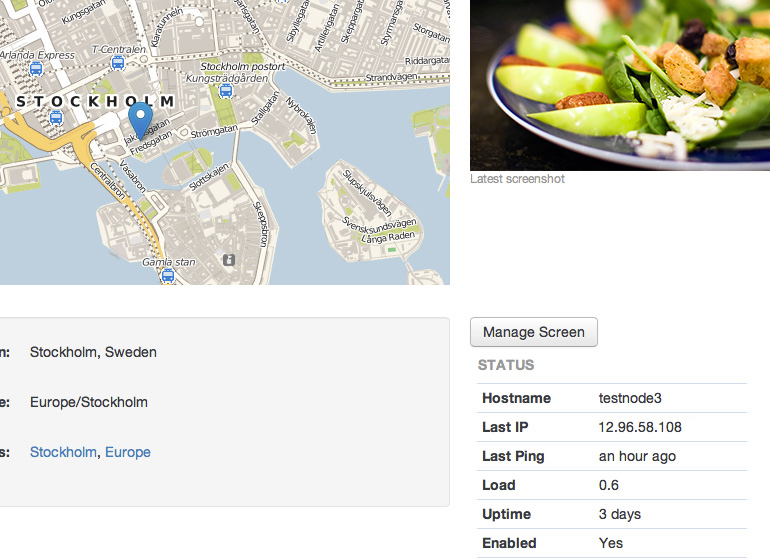 Kungsgatan
Klaratunneln
Sibyllegatan
Artillerigatan
Skeppargatan
Styrmansgatan
Storgatan
Riddargatan
Arlanda Express
T-Centralen
Stockholm postort
Kungsträdgården
Strandvägen
STOCKHOLM
Jakobsgatan
Fredsgatan
Strömgatan
Stallgatan
Nybrokajen
Vasabron
Centralbron
Slottskajen
Skeppsbron
Slupskjulsvägen
Svensksundsvägen
Långa Raden
Gamla stan
Latest screenshot
n: Stockholm, Sweden
e: Europe/Stockholm
s: Stockholm, Europe
Manage Screen
STATUS
Hostname testnode3
Last IP 12.96.58.108
Last Ping an hour ago
Load 0.6
Uptime 3 days
Enabled Yes